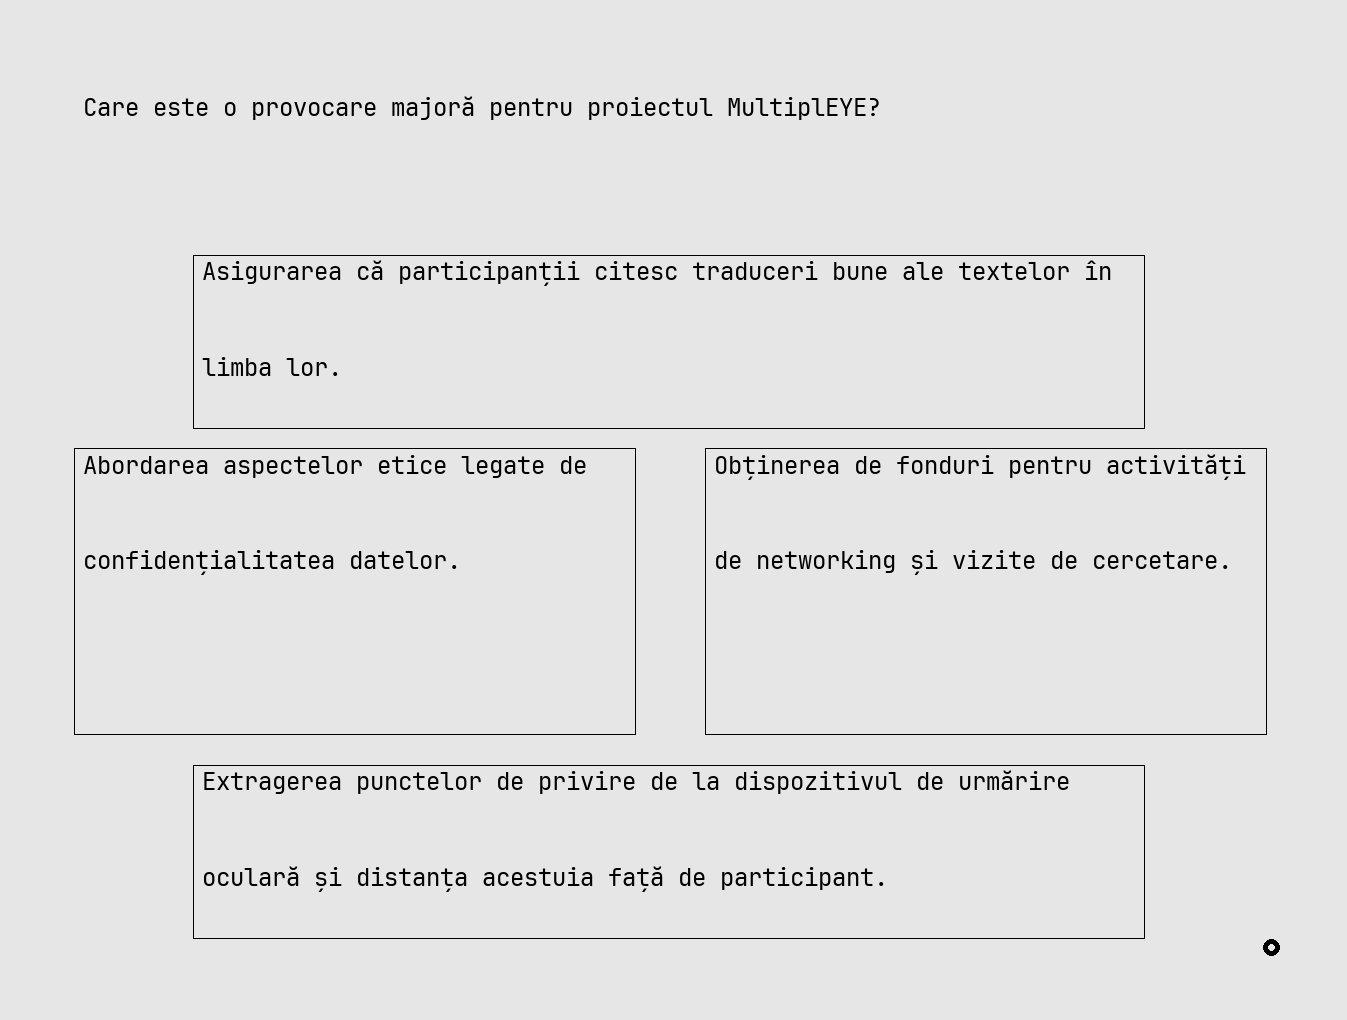 Care este o provocare majoră pentru proiectul MultiplEYE?
Asigurarea că participanții citesc traduceri bune ale textelor în
limba lor.
Abordarea aspectelor etice legate de
confidențialitatea datelor.
Obținerea de fonduri pentru activități
de networking și vizite de cercetare.
Extragerea punctelor de privire de la dispozitivul de urmărire
oculară și distanța acestuia față de participant.